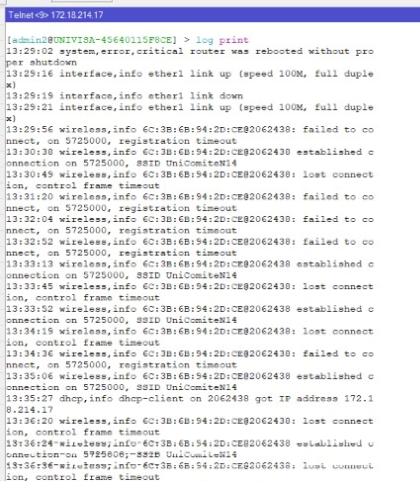 Telnet<9> 172.18.214.17
[admin2@UNIVISA-45640115F8CE] > log print
13:29:02 system,error,critical router was rebooted without pro
per shutdown
13:29:16 interface,info ether1 link up (speed 100M, full duple
x)
13:29:19 interface,info ether1 link down
13:29:21 interface,info ether1 link up (speed 100M, full duple
x)
13:29:56 wireless,info 6C:3B:6B:94:2D:CE@2062438: failed to co
nnect, on 5725000, registration timeout
13:30:38 wireless,info 6C:3B:6B:94:2D:CE@2062438 established c
onnection on 5725000, SSID UniComiteN14
13:30:49 wireless,info 6C:3B:6B:94:2D:CE@2062438: lost connect
ion, control frame timeout
13:31:20 wireless,info 6C:3B:6B:94:2D:CE@2062438: failed to co
nnect, on 5725000, registration timeout
13:32:04 wireless,info 6C:3B:6B:94:2D:CE@2062438: failed to co
nnect, on 5725000, registration timeout
13:32:52 wireless,info 6C:3B:6B:94:2D:CE@2062438: failed to co
nnect, on 5725000, registration timeout
13:33:13 wireless,info 6C:3B:6B:94:2D:CE@2062438 established c
onnection on 5725000, SSID UniComiteN14
13:33:45 wireless,info 6C:3B:6B:94:2D:CE@2062438: lost connect
ion, control frame timeout
13:33:52 wireless,info 6C:3B:6B:94:2D:CE@2062438 established c
onnection on 5725000, SSID UniComiteN14
13:34:19 wireless,info 6C:3B:6B:94:2D:CE@2062438: lost connect
ion, control frame timeout
13:34:36 wireless,info 6C:3B:6B:94:2D:CE@2062438: failed to co
nnect, on 5725000, registration timeout
13:35:06 wireless,info 6C:3B:6B:94:2D:CE@2062438 established c
onnection on 5725000, SSID UniComiteN14
13:35:27 dhcp,info dhcp-client on 2062438 got IP address 172.1
8.214.17
13:36:20 wireless,info 6C:3B:6B:94:2D:CE@2062438: lost connect
ion, control frame timeout
13:36:24 wireless,info 6C:3B:6B:94:2D:CE@2062438 established c
onnection on 5725000, SSID UniComiteN14
13:36:36 wireless,info 6C:3B:6B:94:2D:CE@2062438: lost connect
ion, control frame timeout